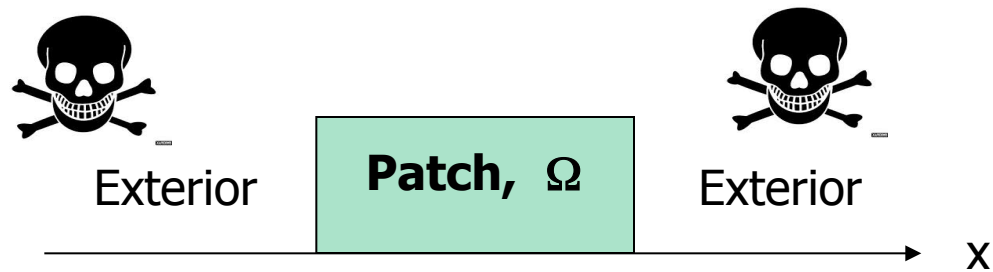 Exterior
Patch, Ω
Exterior
x